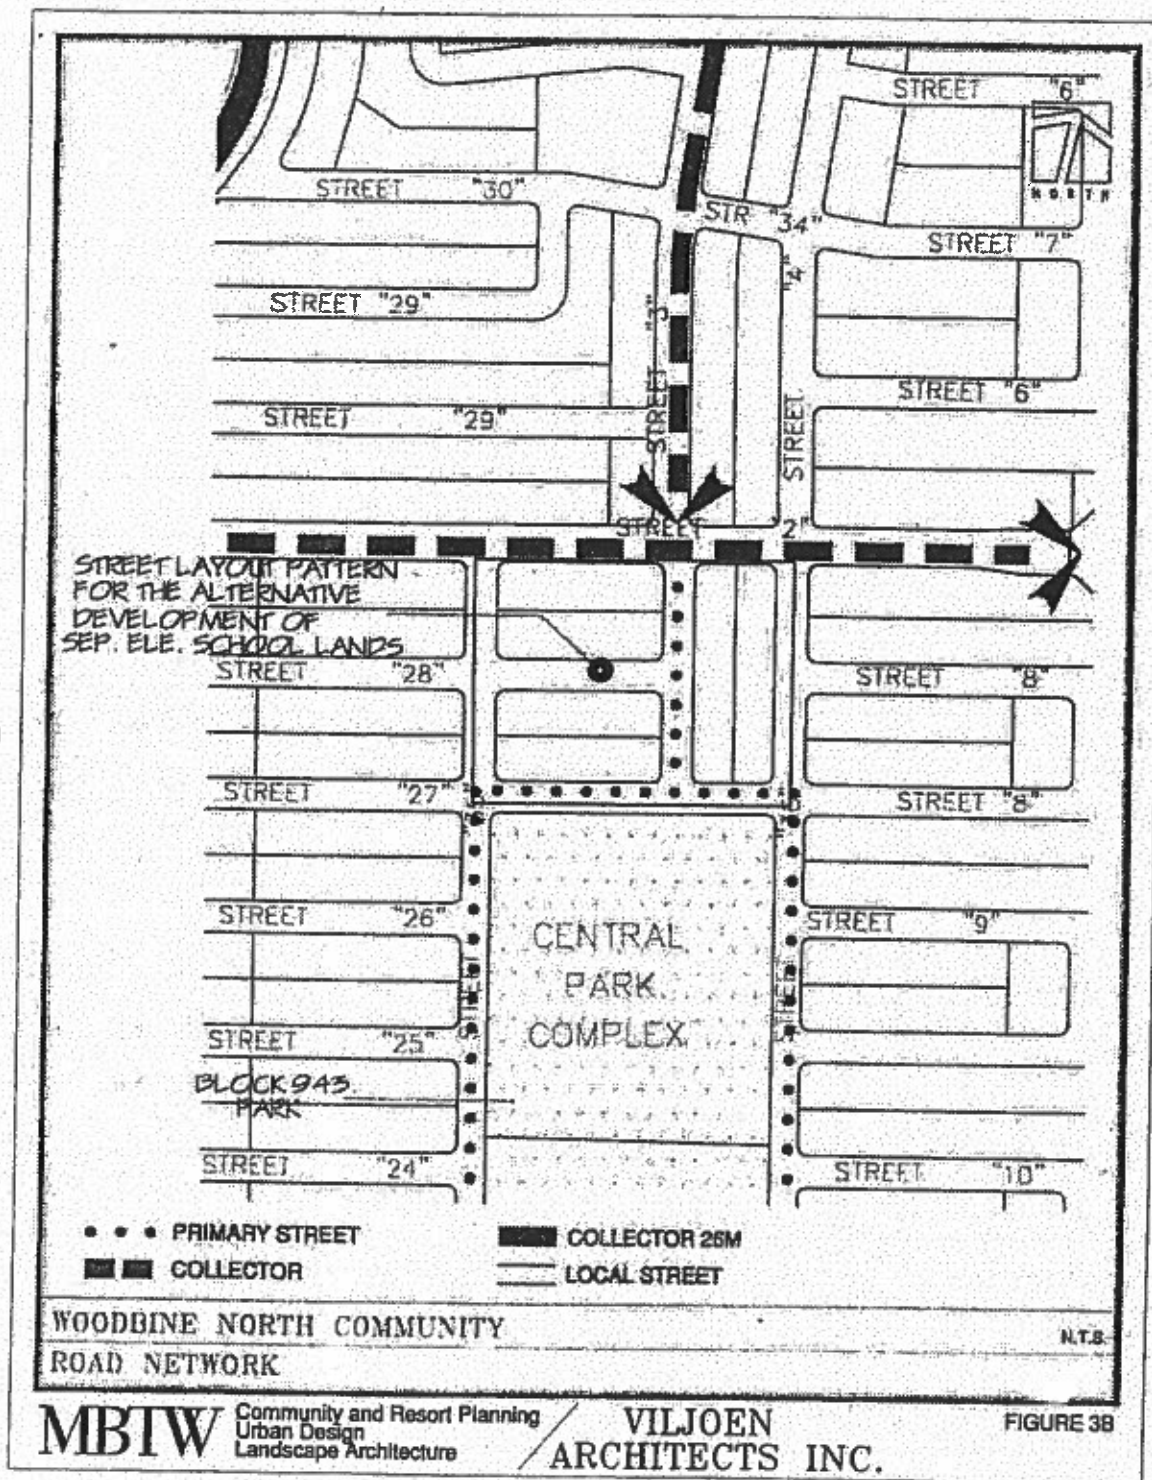 STREET "6"
NORTH
STREET "30"
STR "34"
STREET "7"
"4"
STREET "29"
STREET "3"
STREET "6"
STREET "29"
STREET
STREET "2"
STREET LAYOUT PATTERN
FOR THE ALTERNATIVE
DEVELOPMENT OF
SEP. ELE. SCHOOL LANDS
STREET "28"
STREET "8"
STREET "27"
STREET "8"
STREET "26"
STREET "9"
CENTRAL
PARK
COMPLEX
STREET
STREET
STREET "25"
BLOCK 943
PARK
STREET "24"
STREET "10"
PRIMARY STREET
COLLECTOR 26M
COLLECTOR
LOCAL STREET
WOODBINE NORTH COMMUNITY
N.T.S.
ROAD NETWORK
MBTW
Community and Resort Planning
Urban Design
Landscape Architecture
VILJOEN
ARCHITECTS INC.
FIGURE 3B